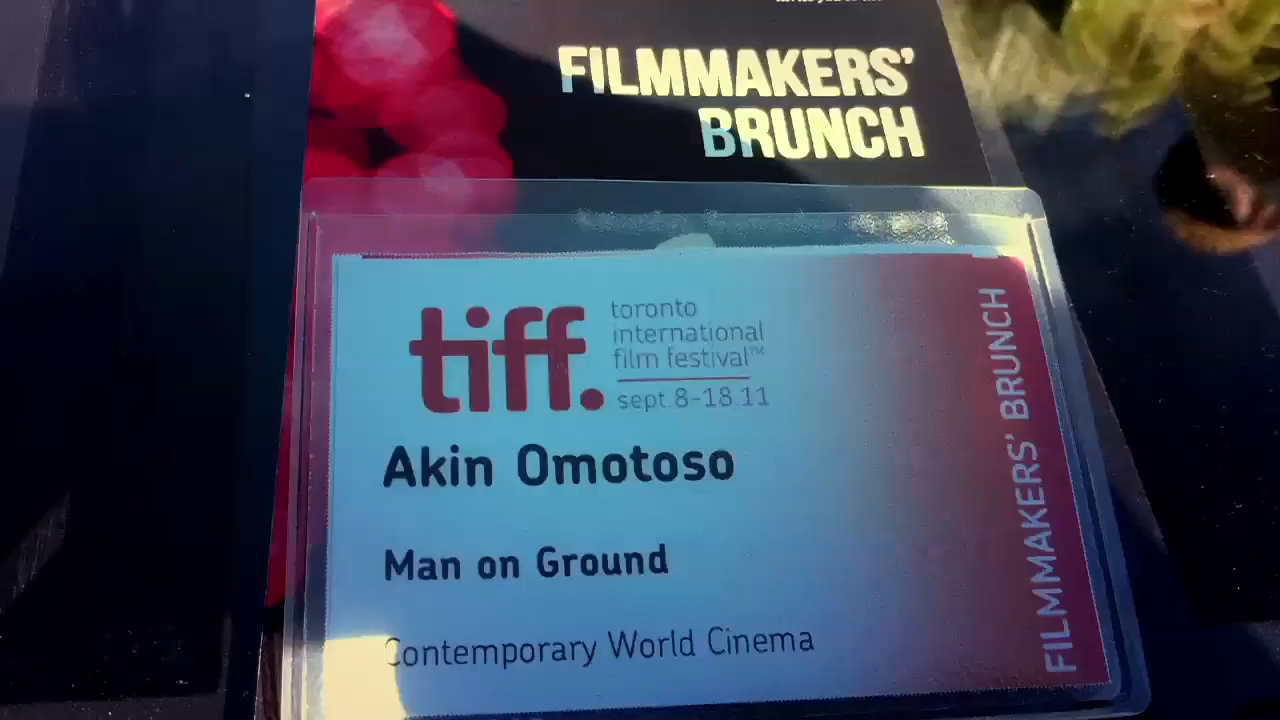 FILMMAKERS'
BRUNCH
tiff.
toronto
international
film festival™
sept 8-18.11
Akin Omotoso
Man on Ground
Contemporary World Cinema
FILMMAKERS' BRUNCH